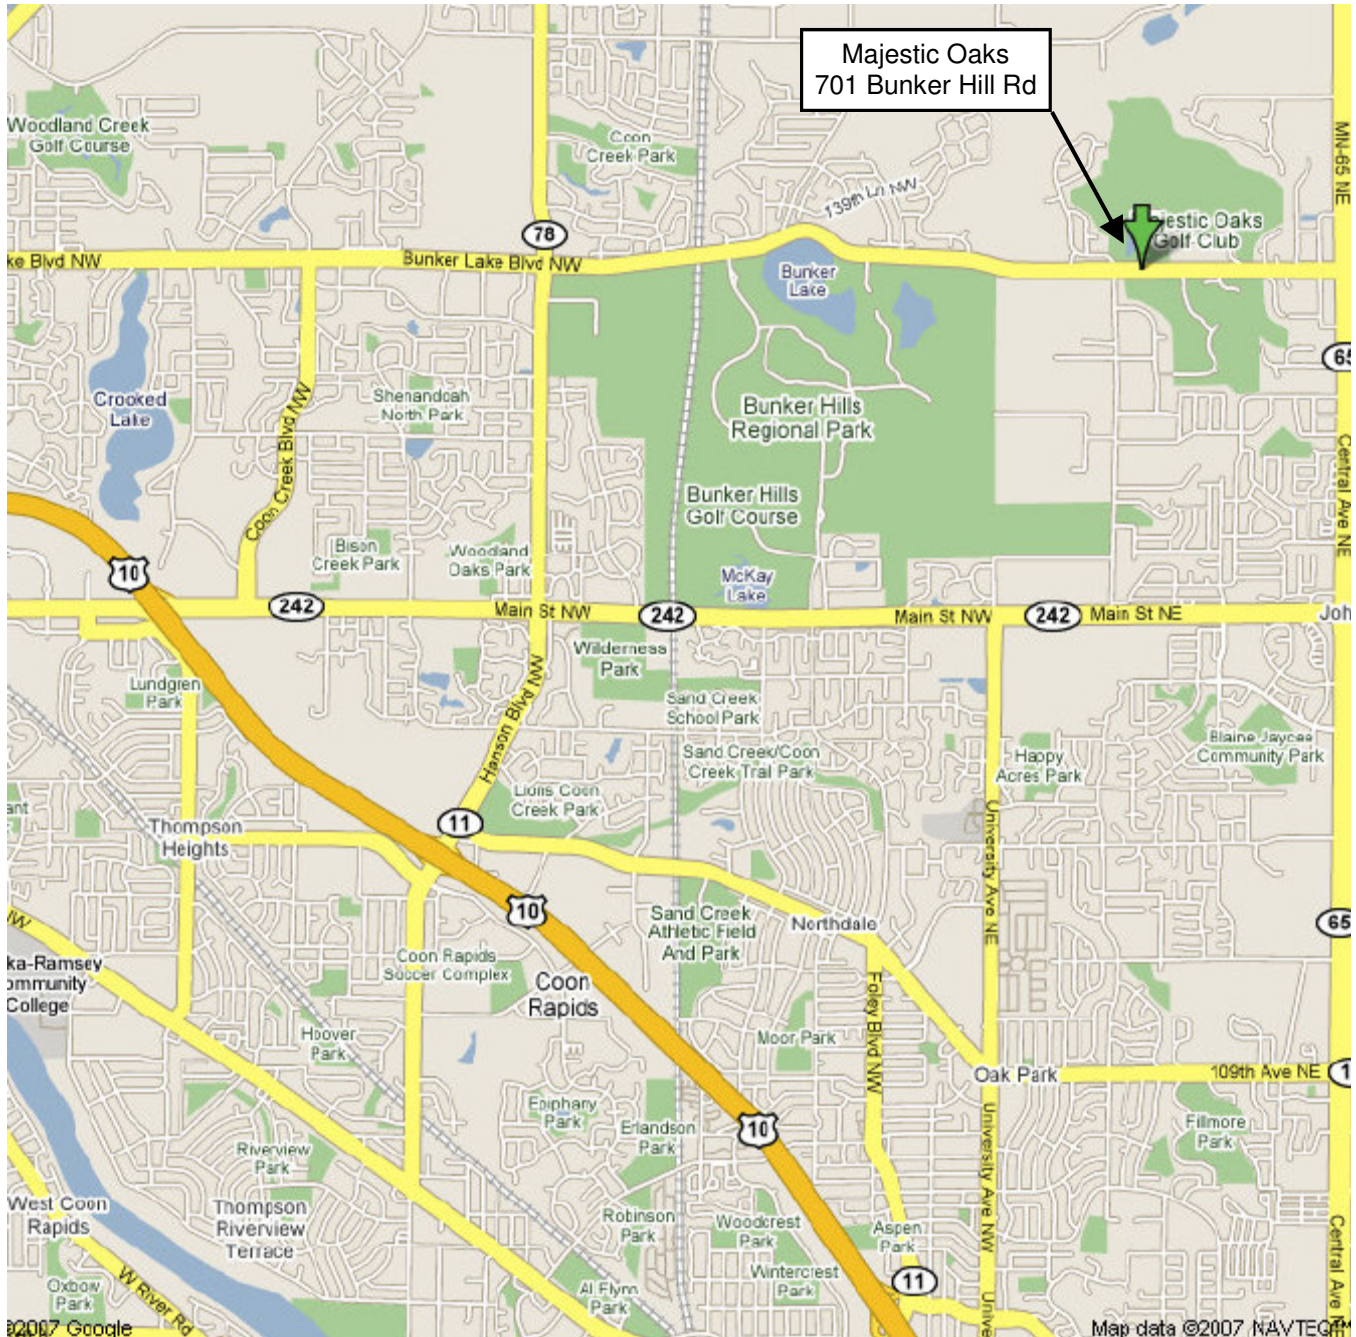 Majestic Oaks
701 Bunker Hill Rd
Woodland Creek
Golf Course
Coon
Creek Park
MN-65 NE
139th Ln NW
78
jestic Oaks
Golf Club
ke Blvd NW
Bunker Lake Blvd NW
Bunker
Lake
65
Crooked
Lake
Shenandoah
North Park
Coon Creek Blvd NW
Bunker Hills
Regional Park
Central Ave NE
Bunker Hills
Golf Course
10
Bison
Creek Park
Woodland
Oaks Park
McKay
Lake
242
Main St NW
242
Main St NW
242
Main St NE
Joh
Wilderness
Park
Lundgren
Park
Hanson Blvd NW
Sand Creek
School Park
Sand Creek/Coon
Creek Trail Park
Happy
Acres Park
Blaine Jaycee
Community Park
Lions Coon
Creek Park
ant
11
Thompson
Heights
University Ave NE
10
Sand Creek
Athletic Field
And Park
Northdale
65
NW
Coon Rapids
Soccer Complex
Coon
Rapids
ka-Ramsey
ommunity
College
Foley Blvd NW
Hoover
Park
Moor Park
Oak Park
109th Ave NE
1
Epiphany
Park
Erlandson
Park
10
University Ave NW
Fillmore
Park
Riverview
Park
West Coon
Rapids
Thompson
Riverview
Terrace
Robinson
Park
Woodcrest
Park
Aspen
Park
Central Ave NE
Oxbow
Park
W River Rd
Al Flynn
Park
Wintercrest
Park
11
Unive
©2007 Google
Map data ©2007 NAVTEQ™